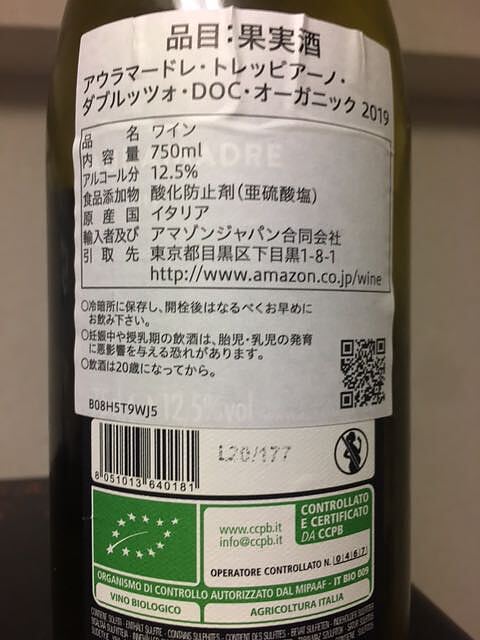 品目：果実酒
アウラマードレ・トレッビアーノ・
ダブルッツォ・DOC・オーガニック 2019
品名 ワイン
内容量 750ml
アルコール分 12.5%
食品添加物 酸化防止剤(亜硫酸塩)
原産国 イタリア
輸入者及び アマゾンジャパン合同会社
引取先 東京都目黒区下目黒1-8-1
http://www.amazon.co.jp/wine
○冷暗所に保存し、開栓後はなるべくお早めに
お飲み下さい。
○妊娠中や授乳期の飲酒は、胎児・乳児の発育
に悪影響を与える恐れがあります。
○飲酒は20歳になってから。
B08H5T9WJ5
12.5%vol
L20/177
8 051013 640181
www.ccpb.it
info@ccpb.it
CONTROLLATO
E CERTIFICATO
DA CCPB
OPERATORE CONTROLLATO N. 0467
ORGANISMO DI CONTROLLO AUTORIZZATO DAL MIPAAF - IT BIO 009
VINO BIOLOGICO
AGRICOLTURA ITALIA